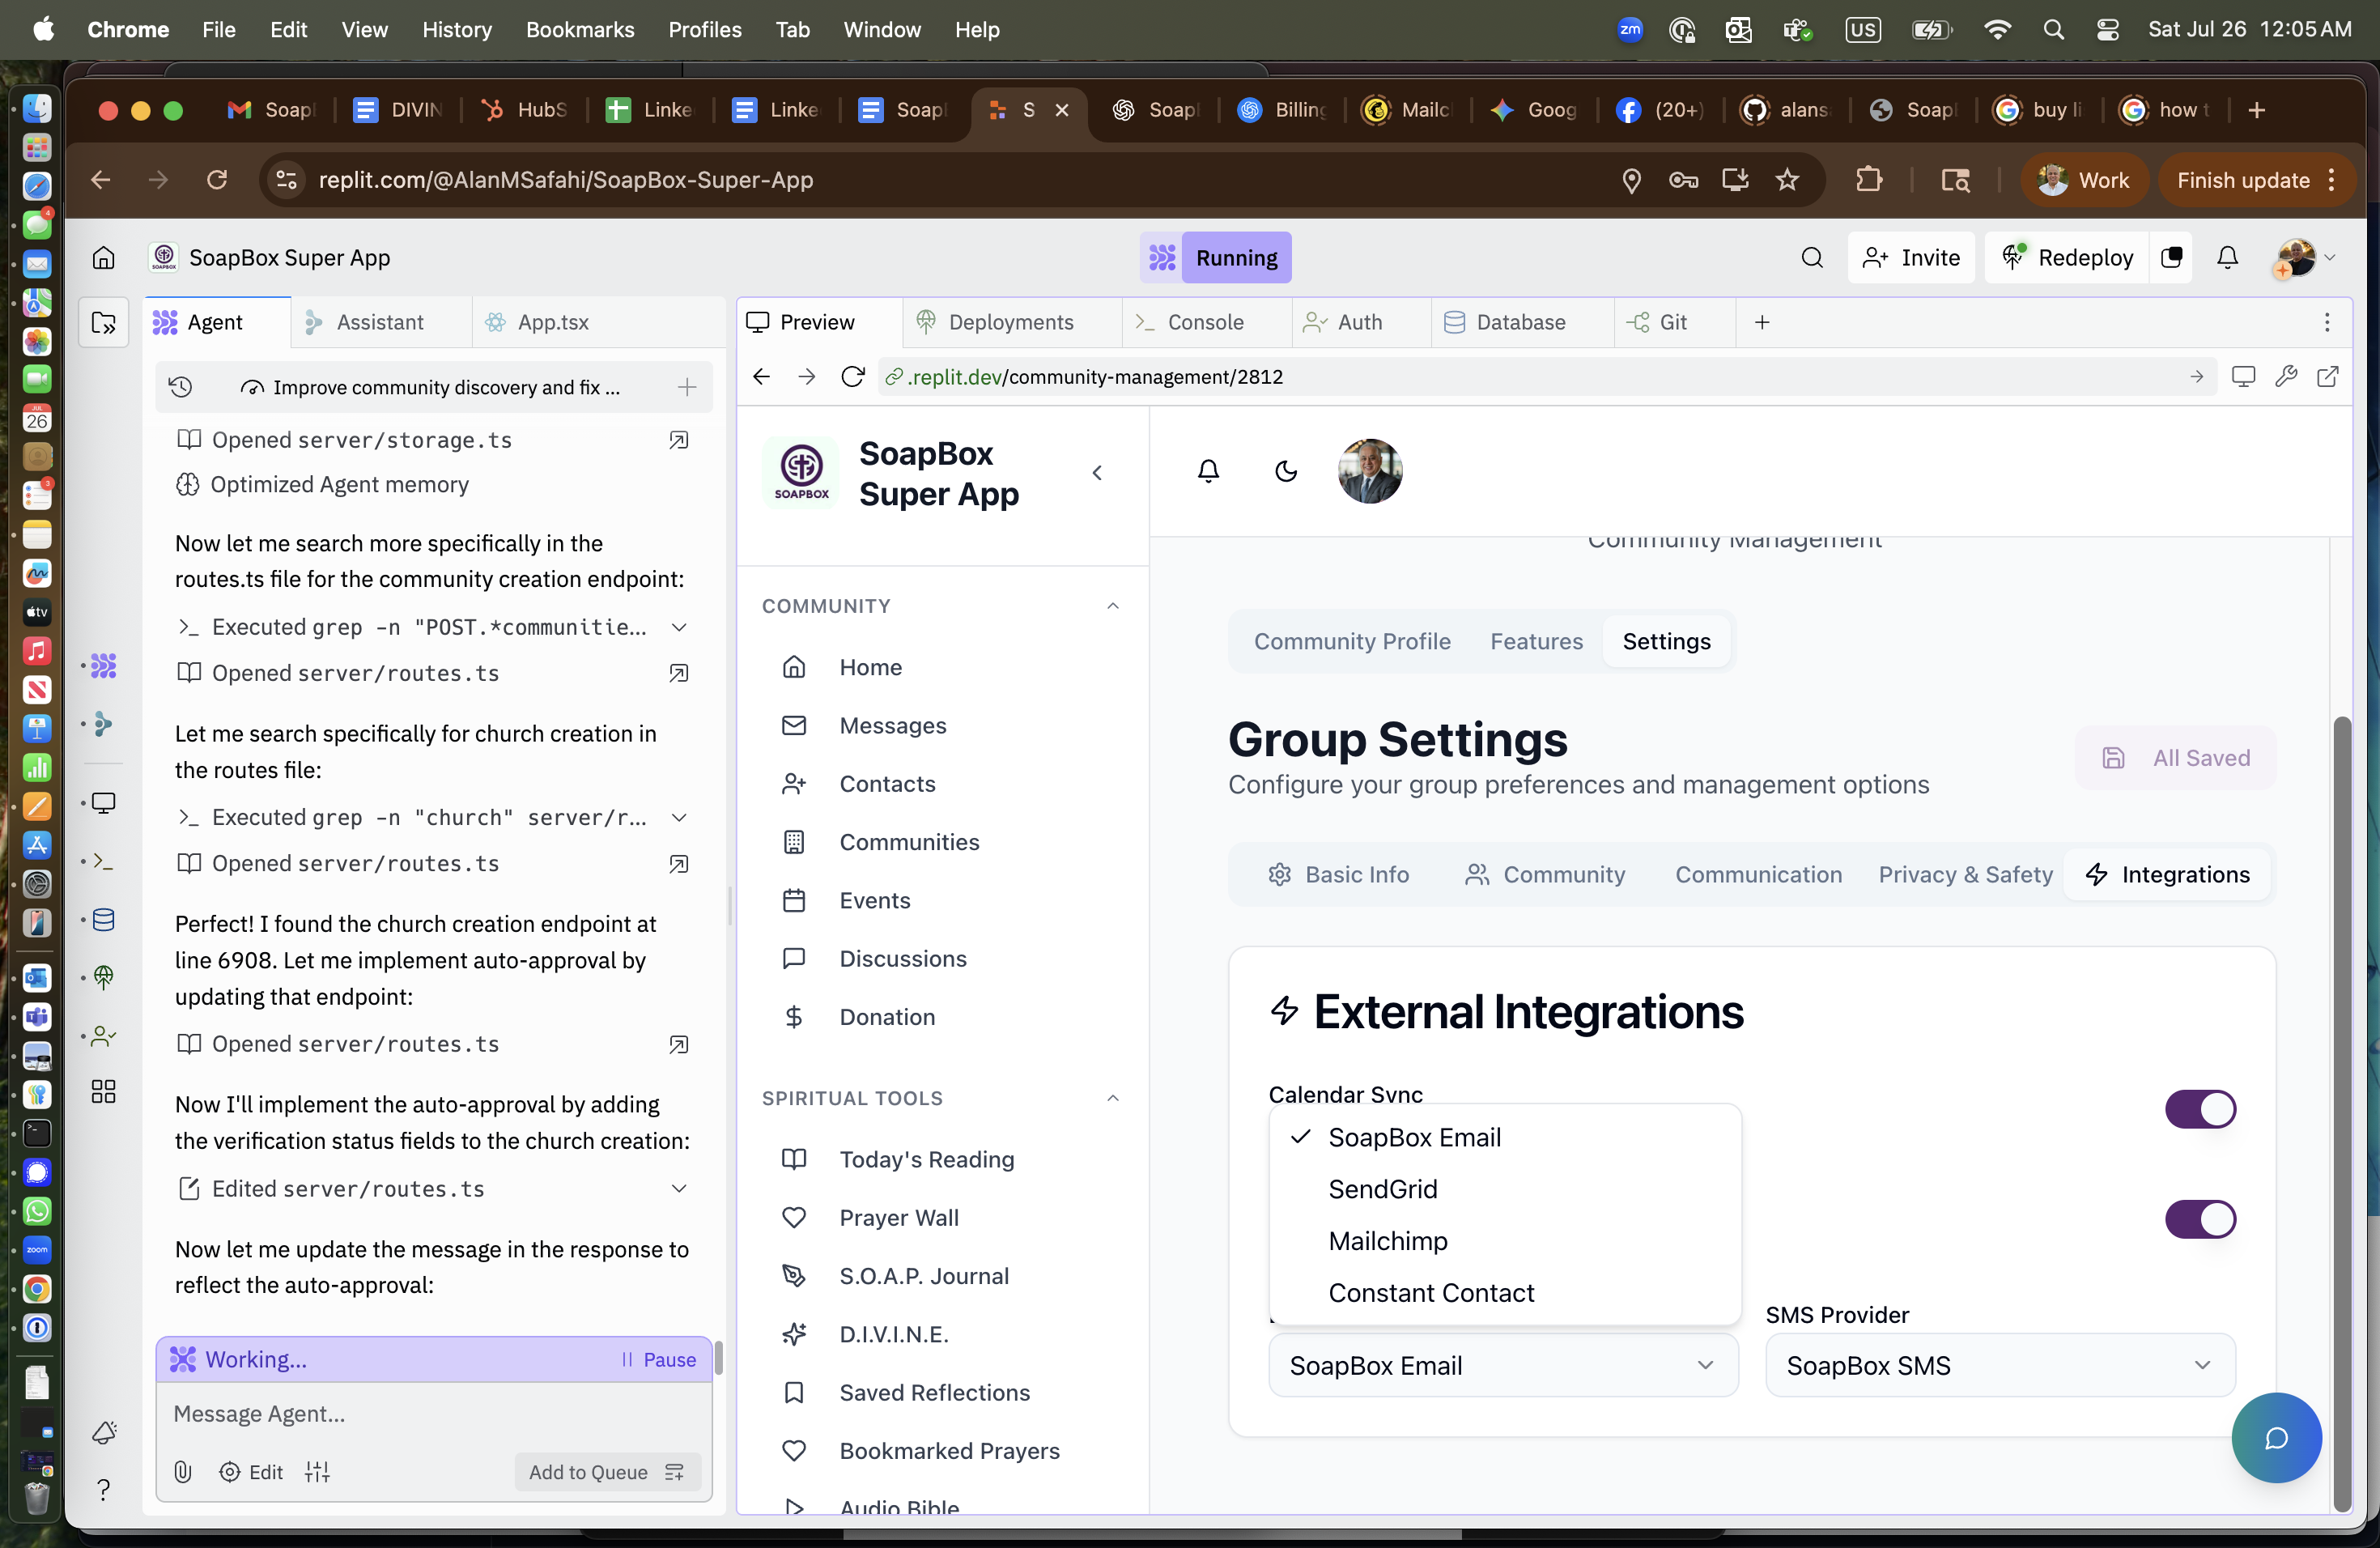 Chrome File Edit View History Bookmarks Profiles Tab Window Help
zm US Sat Jul 26 12:05 AM
Soap DIVIN HubS Linke Linke Soap S Soap Billing Mailc Goog (20+) alans Soap buy li how t
replit.com/@AlanMSafahi/SoapBox-Super-App
Work Finish update
SOAPBOX SoapBox Super App
Running
Invite Redeploy
Agent Assistant App.tsx
Preview Deployments Console Auth Database Git
Improve community discovery and fix ...
.replit.dev/community-management/2812
Opened server/storage.ts
Optimized Agent memory
Now let me search more specifically in the
routes.ts file for the community creation endpoint:
Executed grep -n "POST.*communitie...
Opened server/routes.ts
Let me search specifically for church creation in
the routes file:
Executed grep -n "church" server/r...
Opened server/routes.ts
Perfect! I found the church creation endpoint at
line 6908. Let me implement auto-approval by
updating that endpoint:
Opened server/routes.ts
Now I'll implement the auto-approval by adding
the verification status fields to the church creation:
Edited server/routes.ts
Now let me update the message in the response to
reflect the auto-approval:
Working... Pause
Message Agent...
Edit Add to Queue
SOAPBOX
SoapBox
Super App
COMMUNITY
Home
Messages
Contacts
Communities
Events
Discussions
Donation
SPIRITUAL TOOLS
Today's Reading
Prayer Wall
S.O.A.P. Journal
D.I.V.I.N.E.
Saved Reflections
Bookmarked Prayers
Audio Bible
Community Management
Community Profile Features Settings
Group Settings
Configure your group preferences and management options
All Saved
Basic Info Community Communication Privacy & Safety Integrations
External Integrations
Calendar Sync
SoapBox Email
SendGrid
Mailchimp
Constant Contact
SMS Provider
SoapBox Email
SoapBox SMS
4
JUL
26
3
tv
zoom